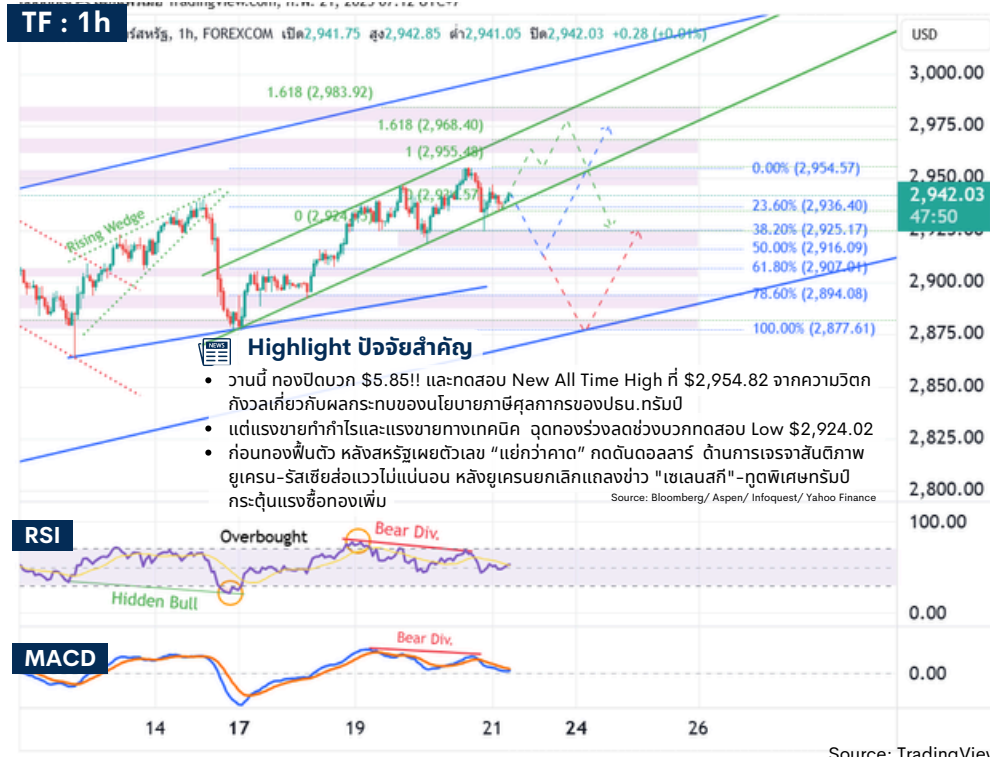 TradingView.com, ก.พ. 21, 2025 07:12 UTC+7
TF : 1h
ร์สหรัฐ, 1h, FOREXCOM เปิด2,941.75 สูง2,942.85 ต่ำ2,941.05 ปิด2,942.03 +0.28 (+0.01%)
USD
3,000.00
1.618 (2,983.92)
2,975.00
1.618 (2,968.40)
1 (2,955.48)
0.00% (2,954.57)
2,950.00
2,942.03
47:50
23.60% (2,936.40)
0 (2,924.
Rising Wedge
38.20% (2,925.17)
2,925.00
50.00% (2,916.09)
61.80% (2,907.01)
2,900.00
78.60% (2,894.08)
100.00% (2,877.61)
2,875.00
NEWS
Highlight ปัจจัยสำคัญ
2,850.00
• วานนี้ ทองปิดบวก $5.85!! และทดสอบ New All Time High ที่ $2,954.82 จากความวิตก
กังวลเกี่ยวกับผลกระทบของนโยบายภาษีศุลกากรของปธน.ทรัมป์
• แต่แรงขายทำกำไรและแรงขายทางเทคนิค ฉุดทองร่วงลดช่วงบวกทดสอบ Low $2,924.02
2,825.00
• ก่อนทองฟื้นตัว หลังสหรัฐเผยตัวเลข “แย่กว่าคาด” กดดันดอลลาร์ ด้านการเจรจาสันติภาพ
ยูเครน-รัสเซียส่อแววไม่แน่นอน หลังยูเครนยกเลิกแถลงข่าว "เซเลนสกี"-ทูตพิเศษทรัมป์
กระตุ้นแรงซื้อทองเพิ่ม
2,800.00
Source: Bloomberg/ Aspen/ Infoquest/ Yahoo Finance
100.00
RSI
Overbought
Bear Div.
Hidden Bull
0.00
MACD
Bear Div.
0.00
14 17 19 21 24 26
Source: TradingView